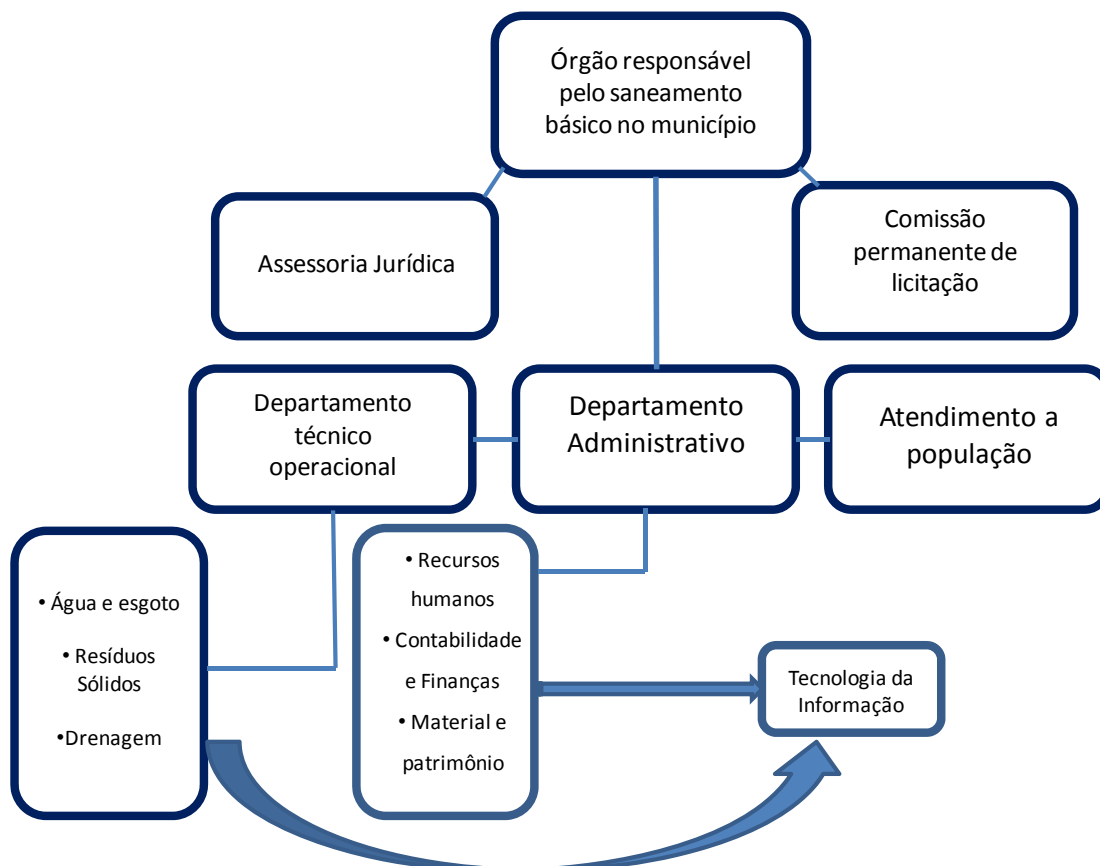 Órgão responsável
pelo saneamento
básico no município
Assessoria Jurídica
Comissão
permanente de
licitação
Departamento
técnico
operacional
Departamento
Administrativo
Atendimento a
população
• Água e esgoto
• Resíduos
Sólidos
•Drenagem
• Recursos
humanos
• Contabilidade
e Finanças
• Material e
patrimônio
Tecnologia da
Informação